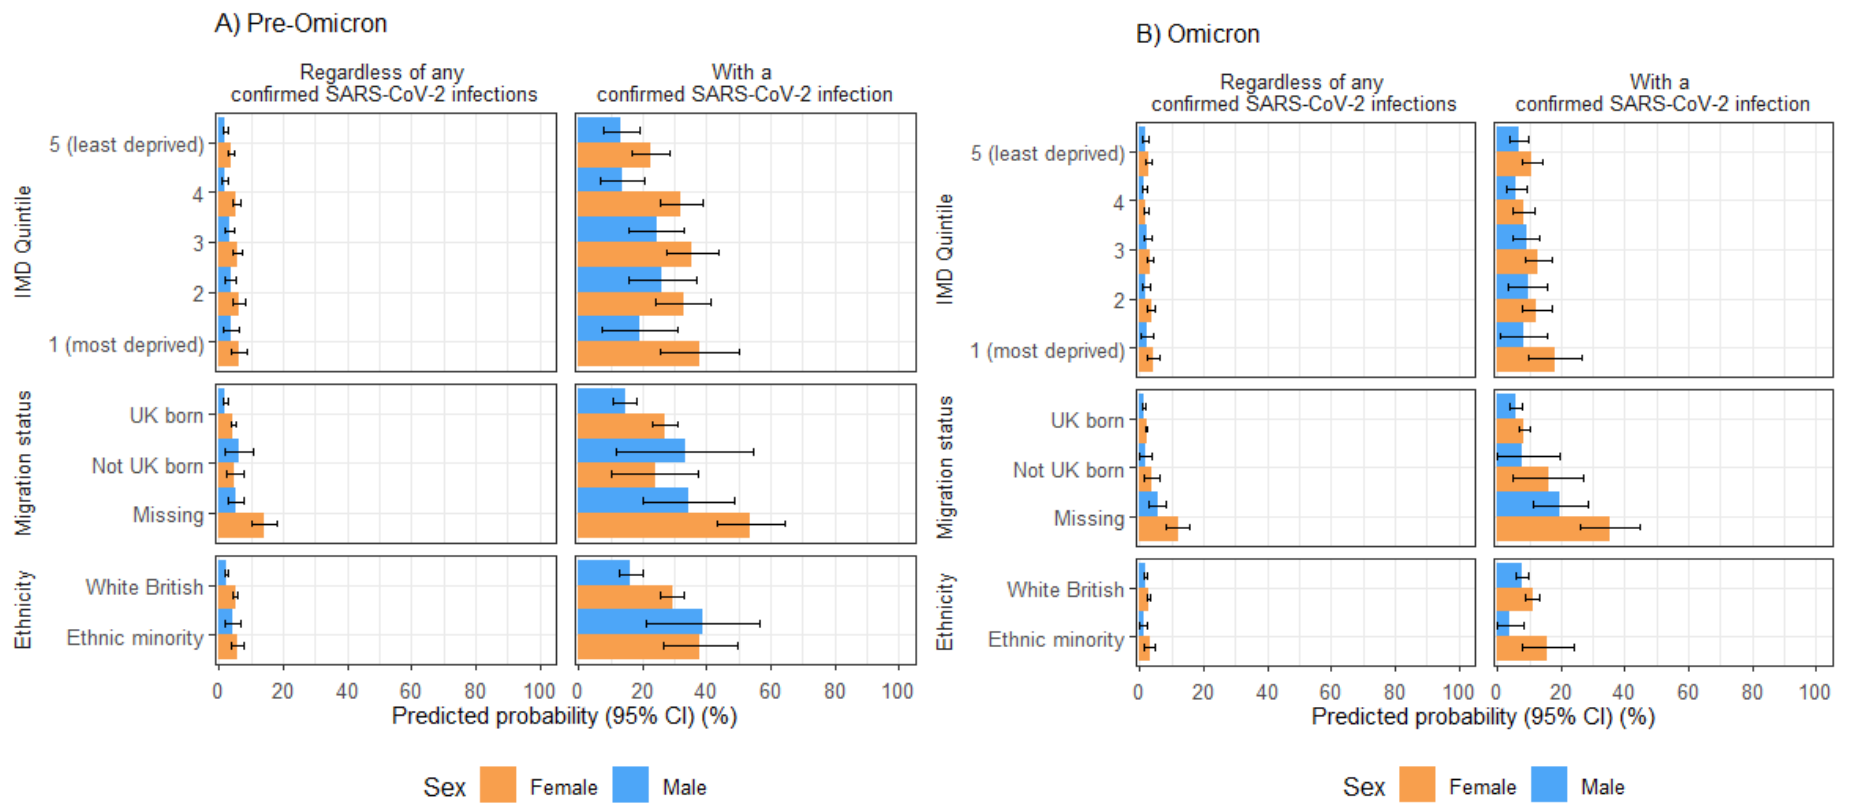 A) Pre-Omicron
Regardless of any
confirmed SARS-CoV-2 infections
With a
confirmed SARS-CoV-2 infection
IMD Quintile
5 (least deprived)
4
3
2
1 (most deprived)
Migration status
UK born
Not UK born
Missing
Ethnicity
White British
Ethnic minority
0 20 40 60 80 100
0 20 40 60 80 100
Predicted probability (95% CI) (%)
Sex Female Male
B) Omicron
Regardless of any
confirmed SARS-CoV-2 infections
With a
confirmed SARS-CoV-2 infection
IMD Quintile
5 (least deprived)
4
3
2
1 (most deprived)
Migration status
UK born
Not UK born
Missing
Ethnicity
White British
Ethnic minority
0 20 40 60 80 100
0 20 40 60 80 100
Predicted probability (95% CI) (%)
Sex Female Male